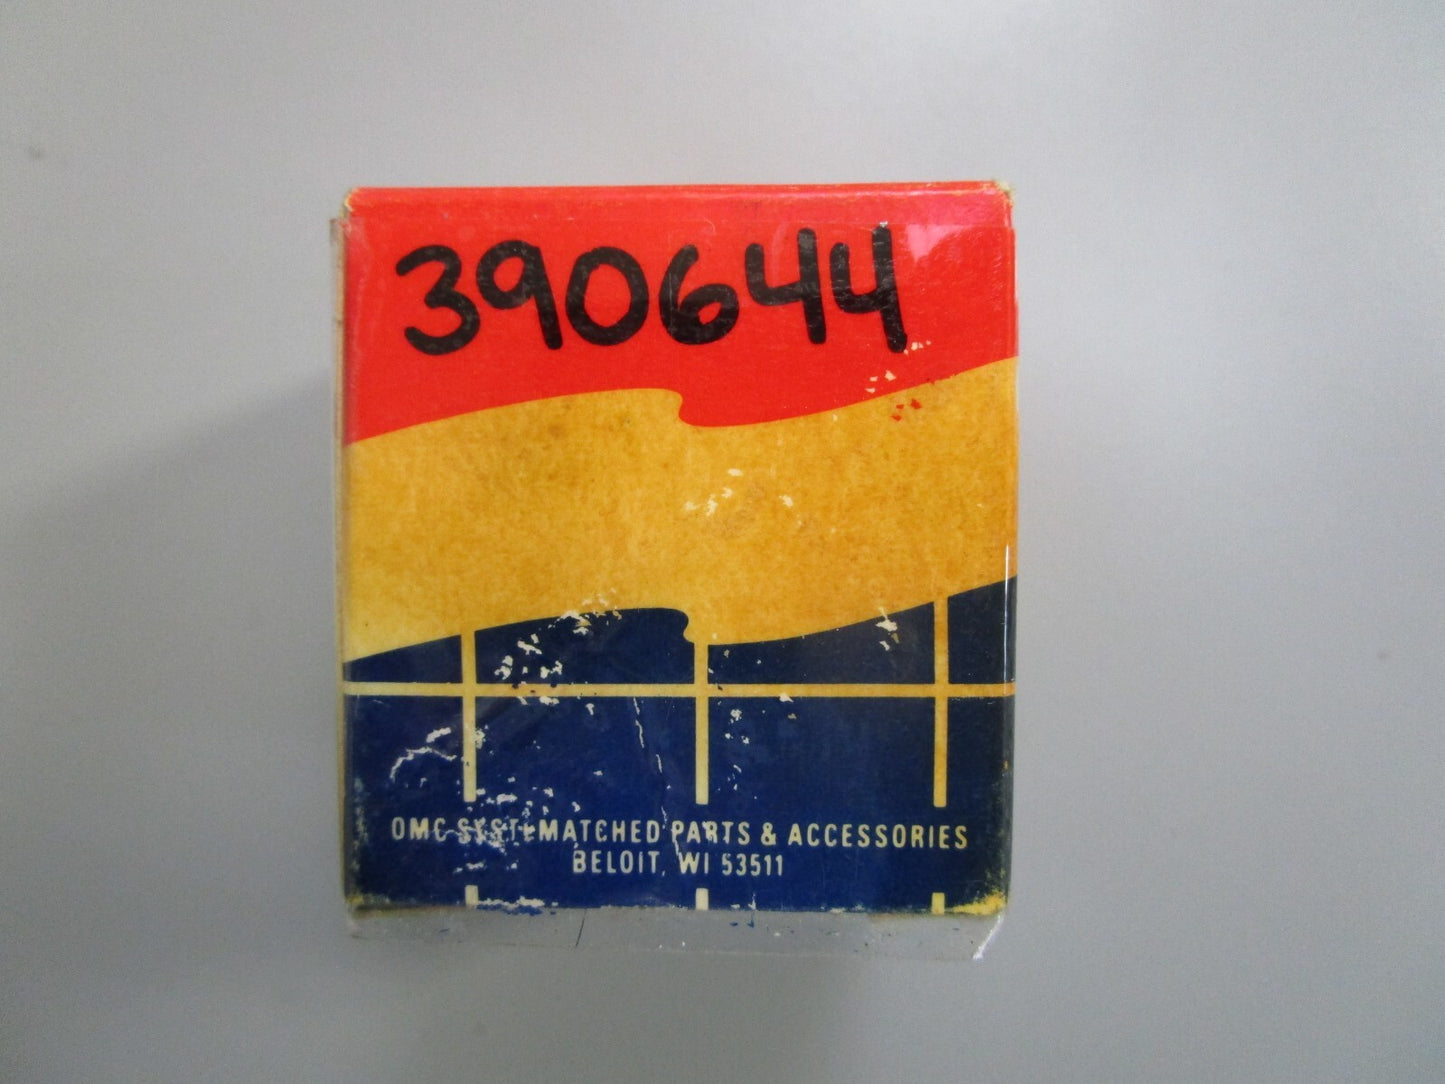 390644
OMC SYSTEMATCHED PARTS & ACCESSORIES
BELOIT, WI 53511